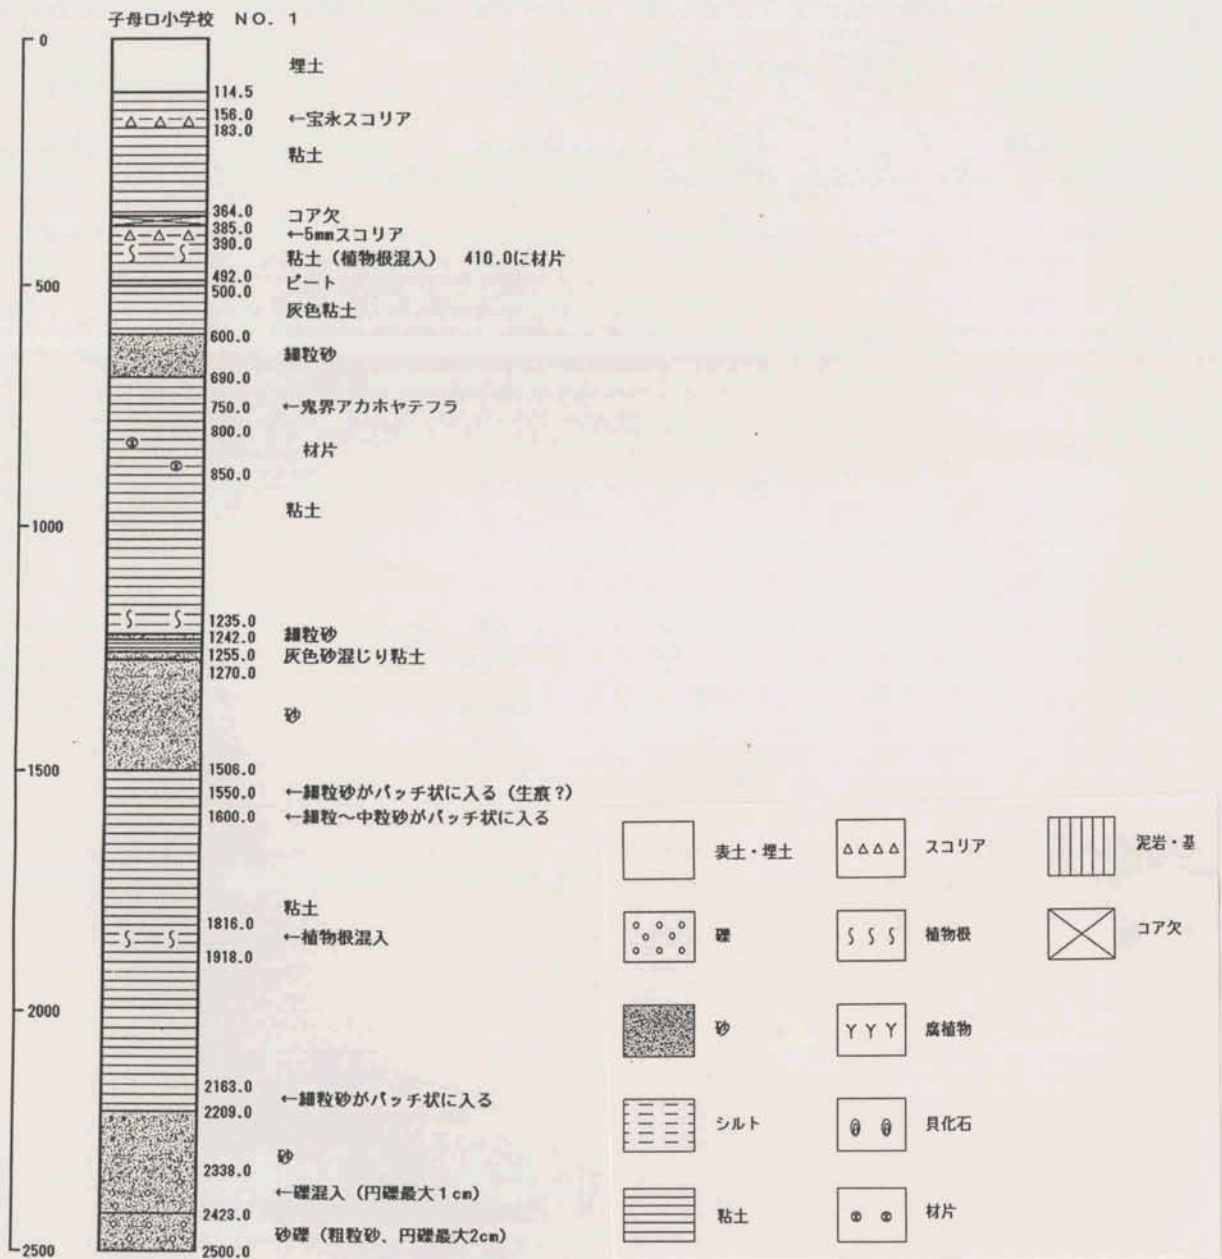 子母口小学校 NO. 1
0
埋土
114.5
156.0
←宝永スコリア
183.0
粘土
364.0
コア欠
385.0
←5mmスコリア
390.0
粘土（植物根混入） 410.0に材片
492.0
ピート
500
500.0
灰色粘土
600.0
細粒砂
690.0
750.0
←鬼界アカホヤテフラ
800.0
材片
850.0
粘土
1000
1235.0
1242.0
細粒砂
1255.0
灰色砂混じり粘土
1270.0
砂
1500
1506.0
1550.0
←細粒砂がパッチ状に入る（生痕？）
1600.0
←細粒～中粒砂がパッチ状に入る
粘土
1816.0
←植物根混入
1918.0
2000
2163.0
←細粒砂がパッチ状に入る
2209.0
砂
2338.0
←礫混入（円礫最大1cm）
2423.0
砂礫（粗粒砂、円礫最大2cm）
2500
2500.0
表土・埋土
スコリア
泥岩・基
礫
植物根
コア欠
砂
腐植物
シルト
貝化石
粘土
材片